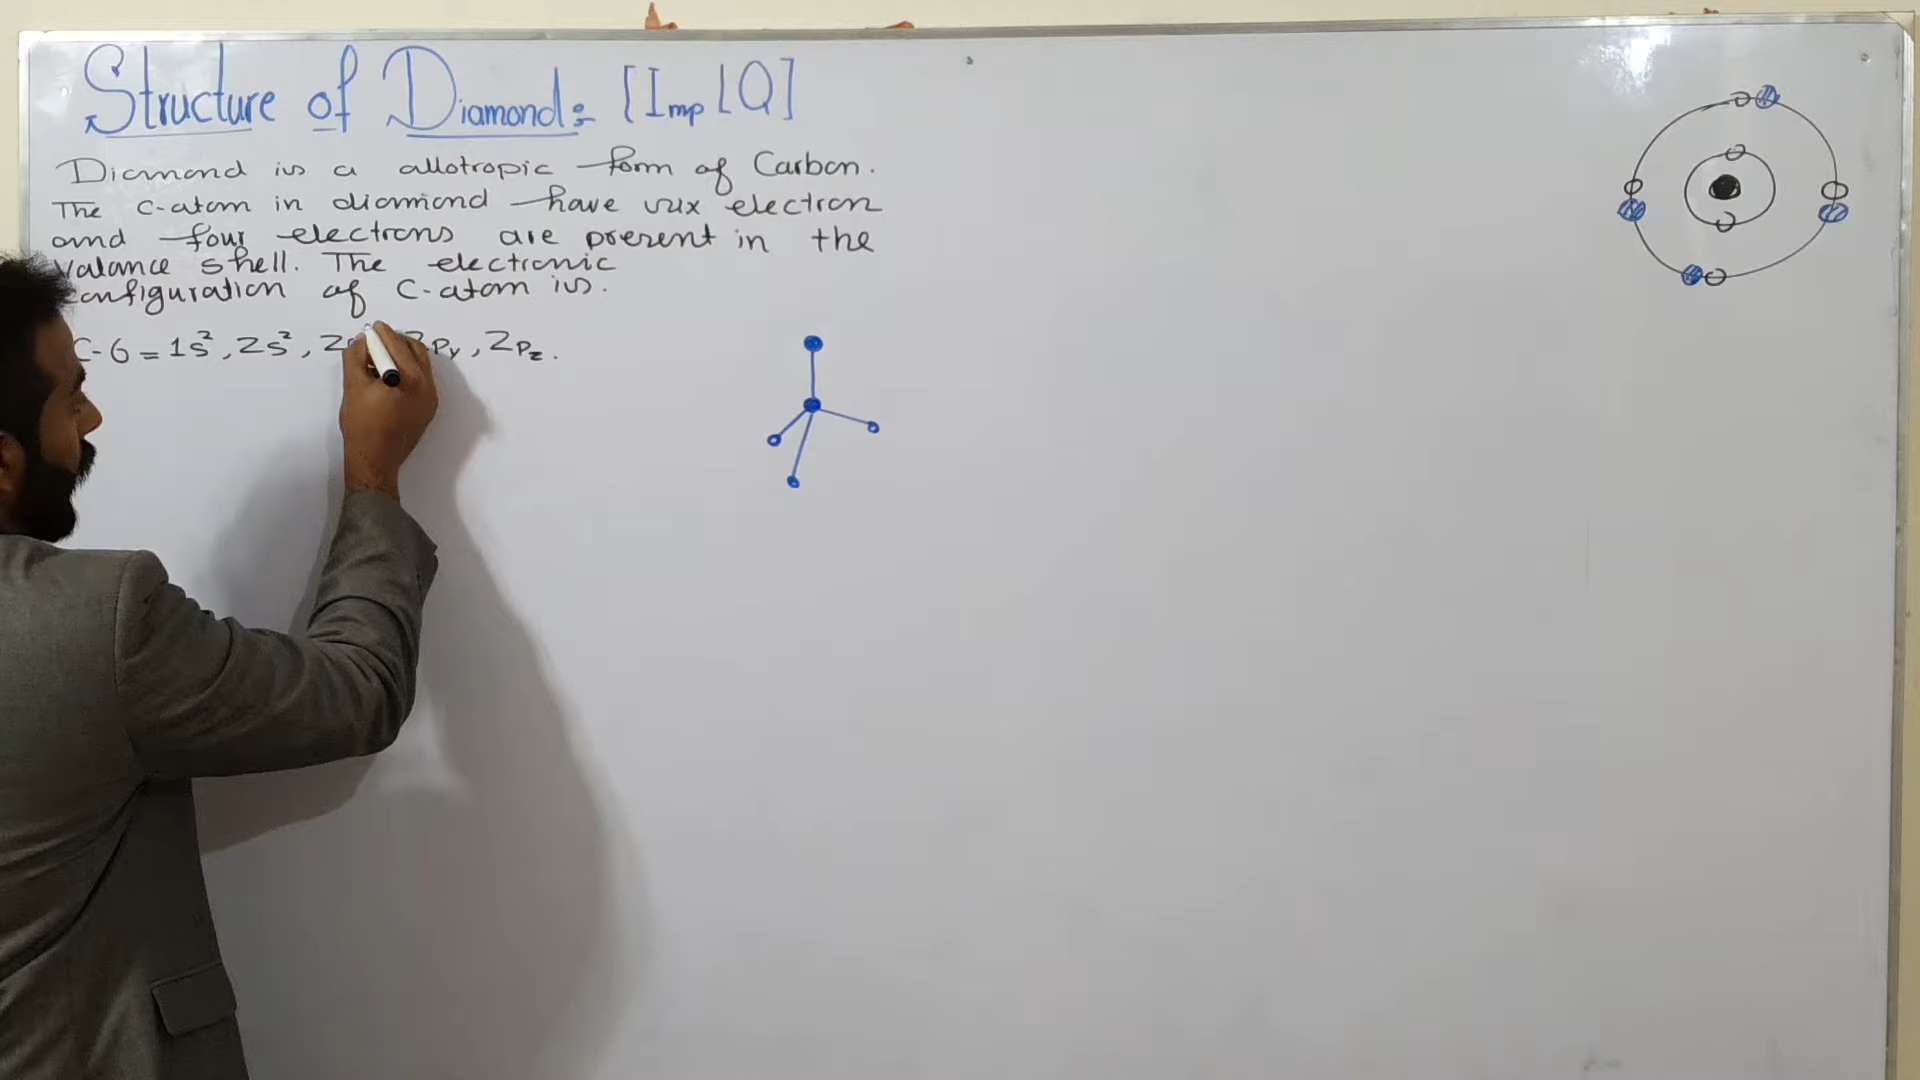 Structure of Diamond:- [Imp LQ]
Diamond is a allotropic form of Carbon.
The C-atom in diamond have six electron
and four electrons are present in the
Valance shell. The electronic
configuration of C-atom is.
C-6 = 1s², 2s², 2py, 2pz.